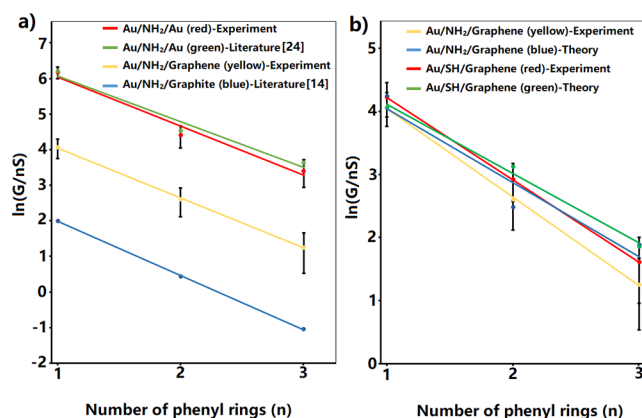 a)
Au/NH₂/Au (red)-Experiment
Au/NH₂/Au (green)-Literature [24]
Au/NH₂/Graphene (yellow)-Experiment
Au/NH₂/Graphite (blue)-Literature[14]
ln(G/nS)
6
5
4
3
2
1
0
-1
-2
1
2
3
Number of phenyl rings (n)
b)
Au/NH₂/Graphene (yellow)-Experiment
Au/NH₂/Graphene (blue)-Theory
Au/SH/Graphene (red)-Experiment
Au/SH/Graphene (green)-Theory
ln(G/nS)
5
4
3
2
1
0
1
2
3
Number of phenyl rings (n)